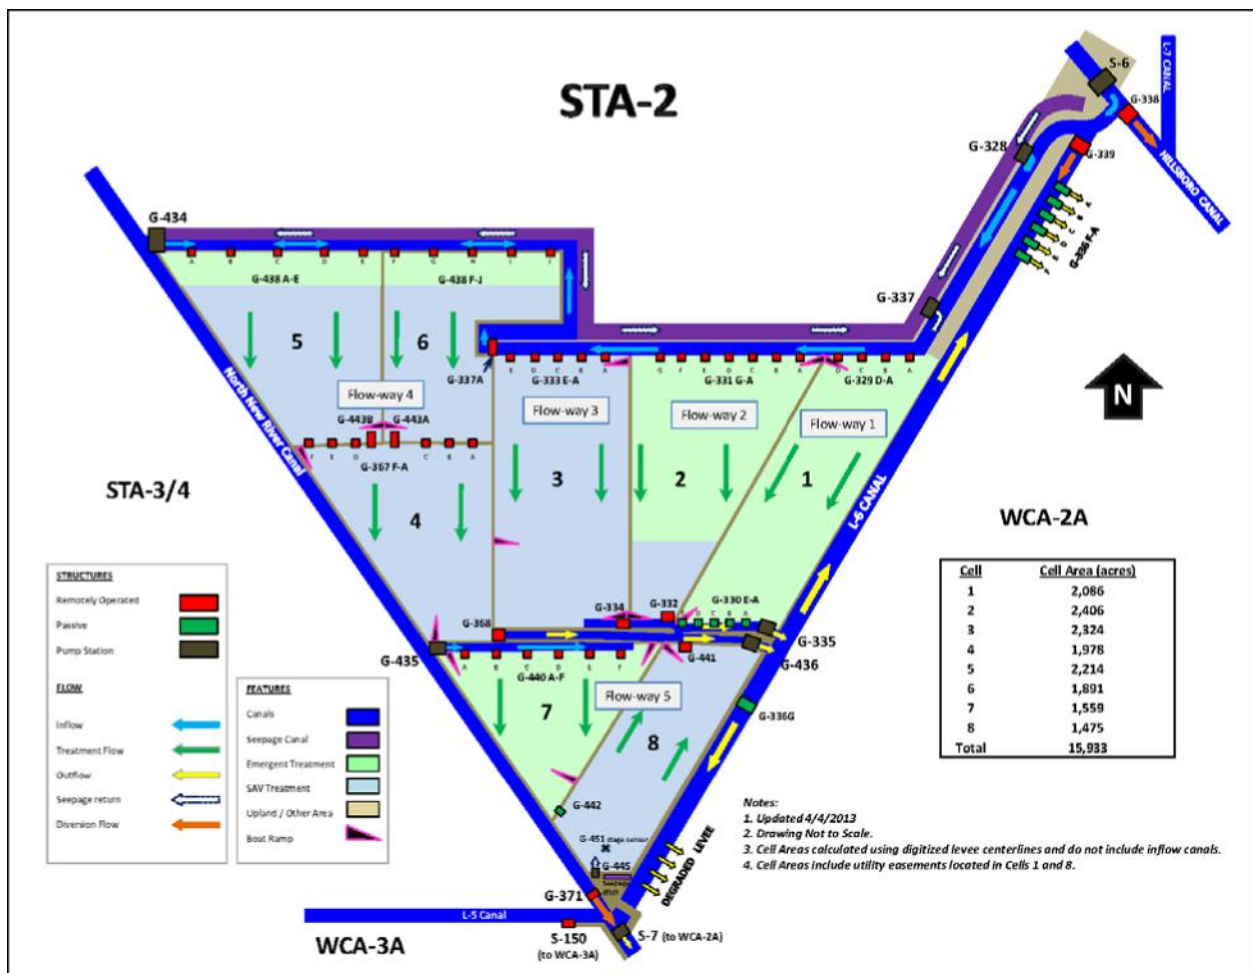 STA-2
S-6
L-7 CANAL
G-338
HILLSBORO CANAL
G-328
G-339
A
B
C
D
E
F
G-336 F-A
G-434
A B C D E F G H I J
G-438 A-E
G-438 F-J
G-337
5
6
G-337A
E D C B A
G-333 E-A
G F E D C B A
G-331 G-A
D C B A
G-329 D-A
Flow-way 4
Flow-way 3
Flow-way 2
Flow-way 1
N
North New River Canal
G-443B
G-443A
F E D C B A
G-367 F-A
STA-3/4
3
2
1
4
L-6 CANAL
WCA-2A
Cell Cell Area (acres)
1 2,086
2 2,406
3 2,324
4 1,978
5 2,214
6 1,891
7 1,559
8 1,475
Total 15,933
STRUCTURES
Remotely Operated
Passive
Pump Station
FLOW
Inflow
Treatment Flow
Outflow
Seepage return
Diversion Flow
FEATURES
Canals
Seepage Canal
Emergent Treatment
SAV Treatment
Upland / Other Area
Boat Ramp
G-334
G-332
G-330 E-A
D C B A
G-368
G-335
G-435
G-441
G-436
A B C D E F
G-440 A-F
Flow-way 5
7
8
G-336G
G-442
G-451 stage sensor
G-445
Seepage
ditch
G-371
DEGRADED LEVEE
Notes:
1. Updated 4/4/2013
2. Drawing Not to Scale.
3. Cell Areas calculated using digitized levee centerlines and do not include inflow canals.
4. Cell Areas include utility easements located in Cells 1 and 8.
L-5 Canal
WCA-3A
S-150
(to WCA-3A)
S-7 (to WCA-2A)